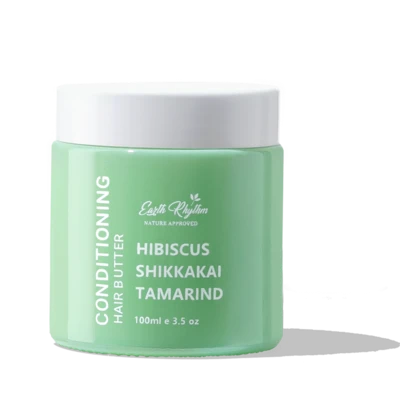 Earth Rhythm
NATURE APPROVED
CONDITIONING
HAIR BUTTER
HIBISCUS
SHIKKAKAI
TAMARIND
100ml e 3.5 oz